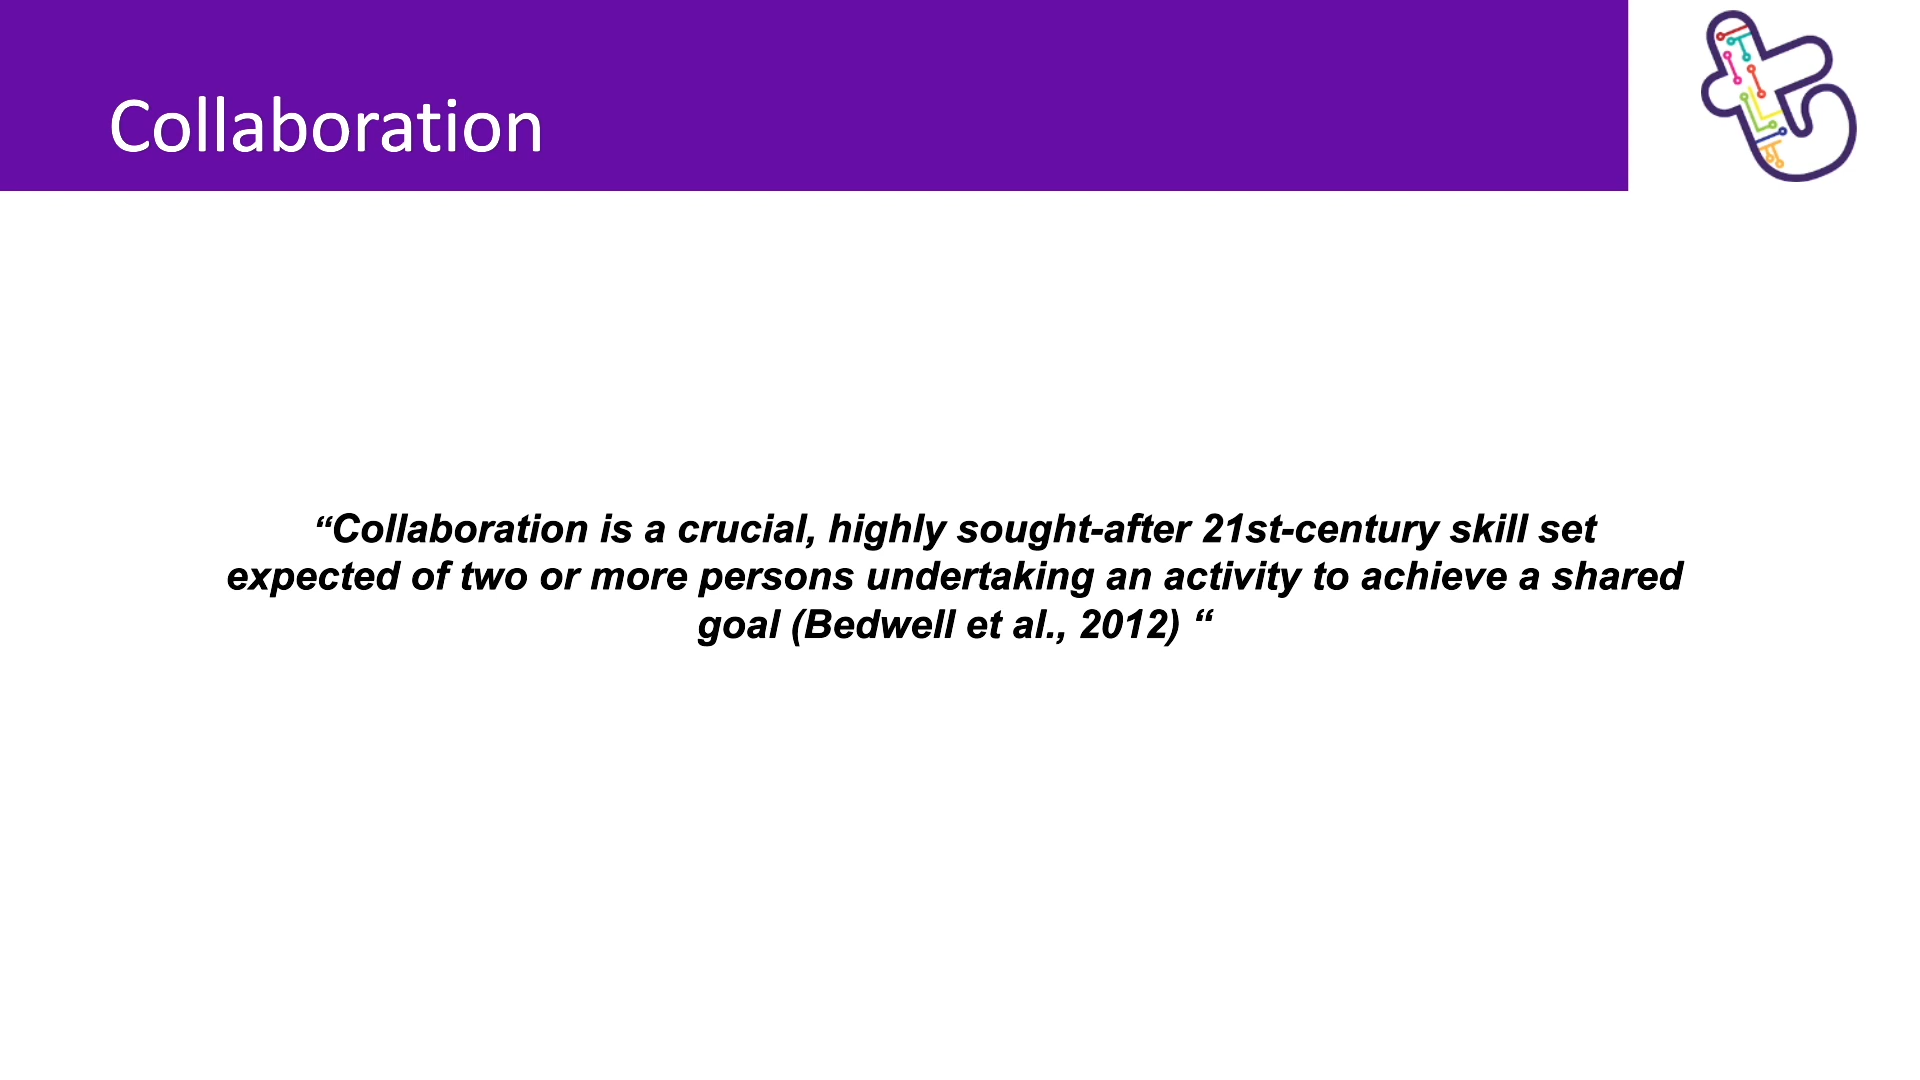 Collaboration
“Collaboration is a crucial, highly sought-after 21st-century skill set
expected of two or more persons undertaking an activity to achieve a shared
goal (Bedwell et al., 2012) “